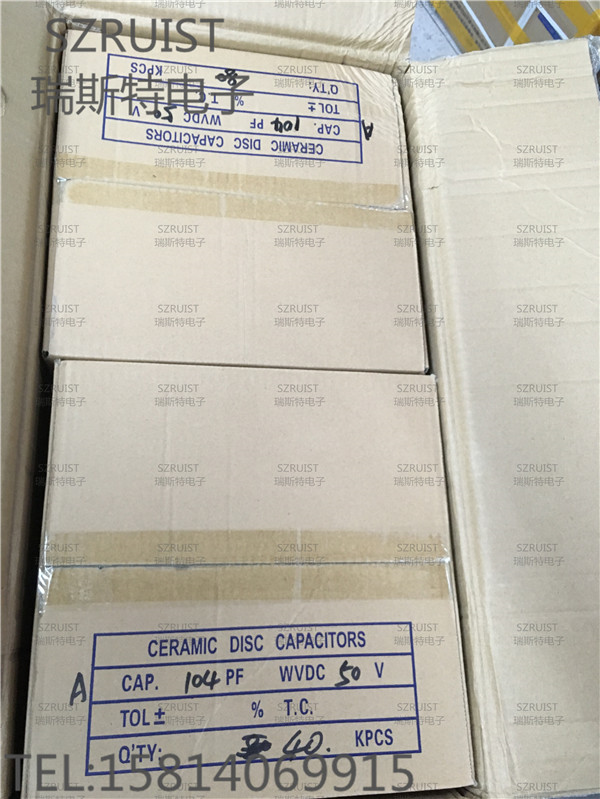 SZRUIST
瑞斯特电子
CERAMIC DISC CAPACITORS
A
CAP. 104 PF WVDC 50 V
TOL ± % T.
Q'TY: KPCS
CERAMIC DISC CAPACITORS
A
CAP. 104 PF WVDC 50 V
TOL ± % T.C.
Q'TY: 40. KPCS
TEL:15814069915